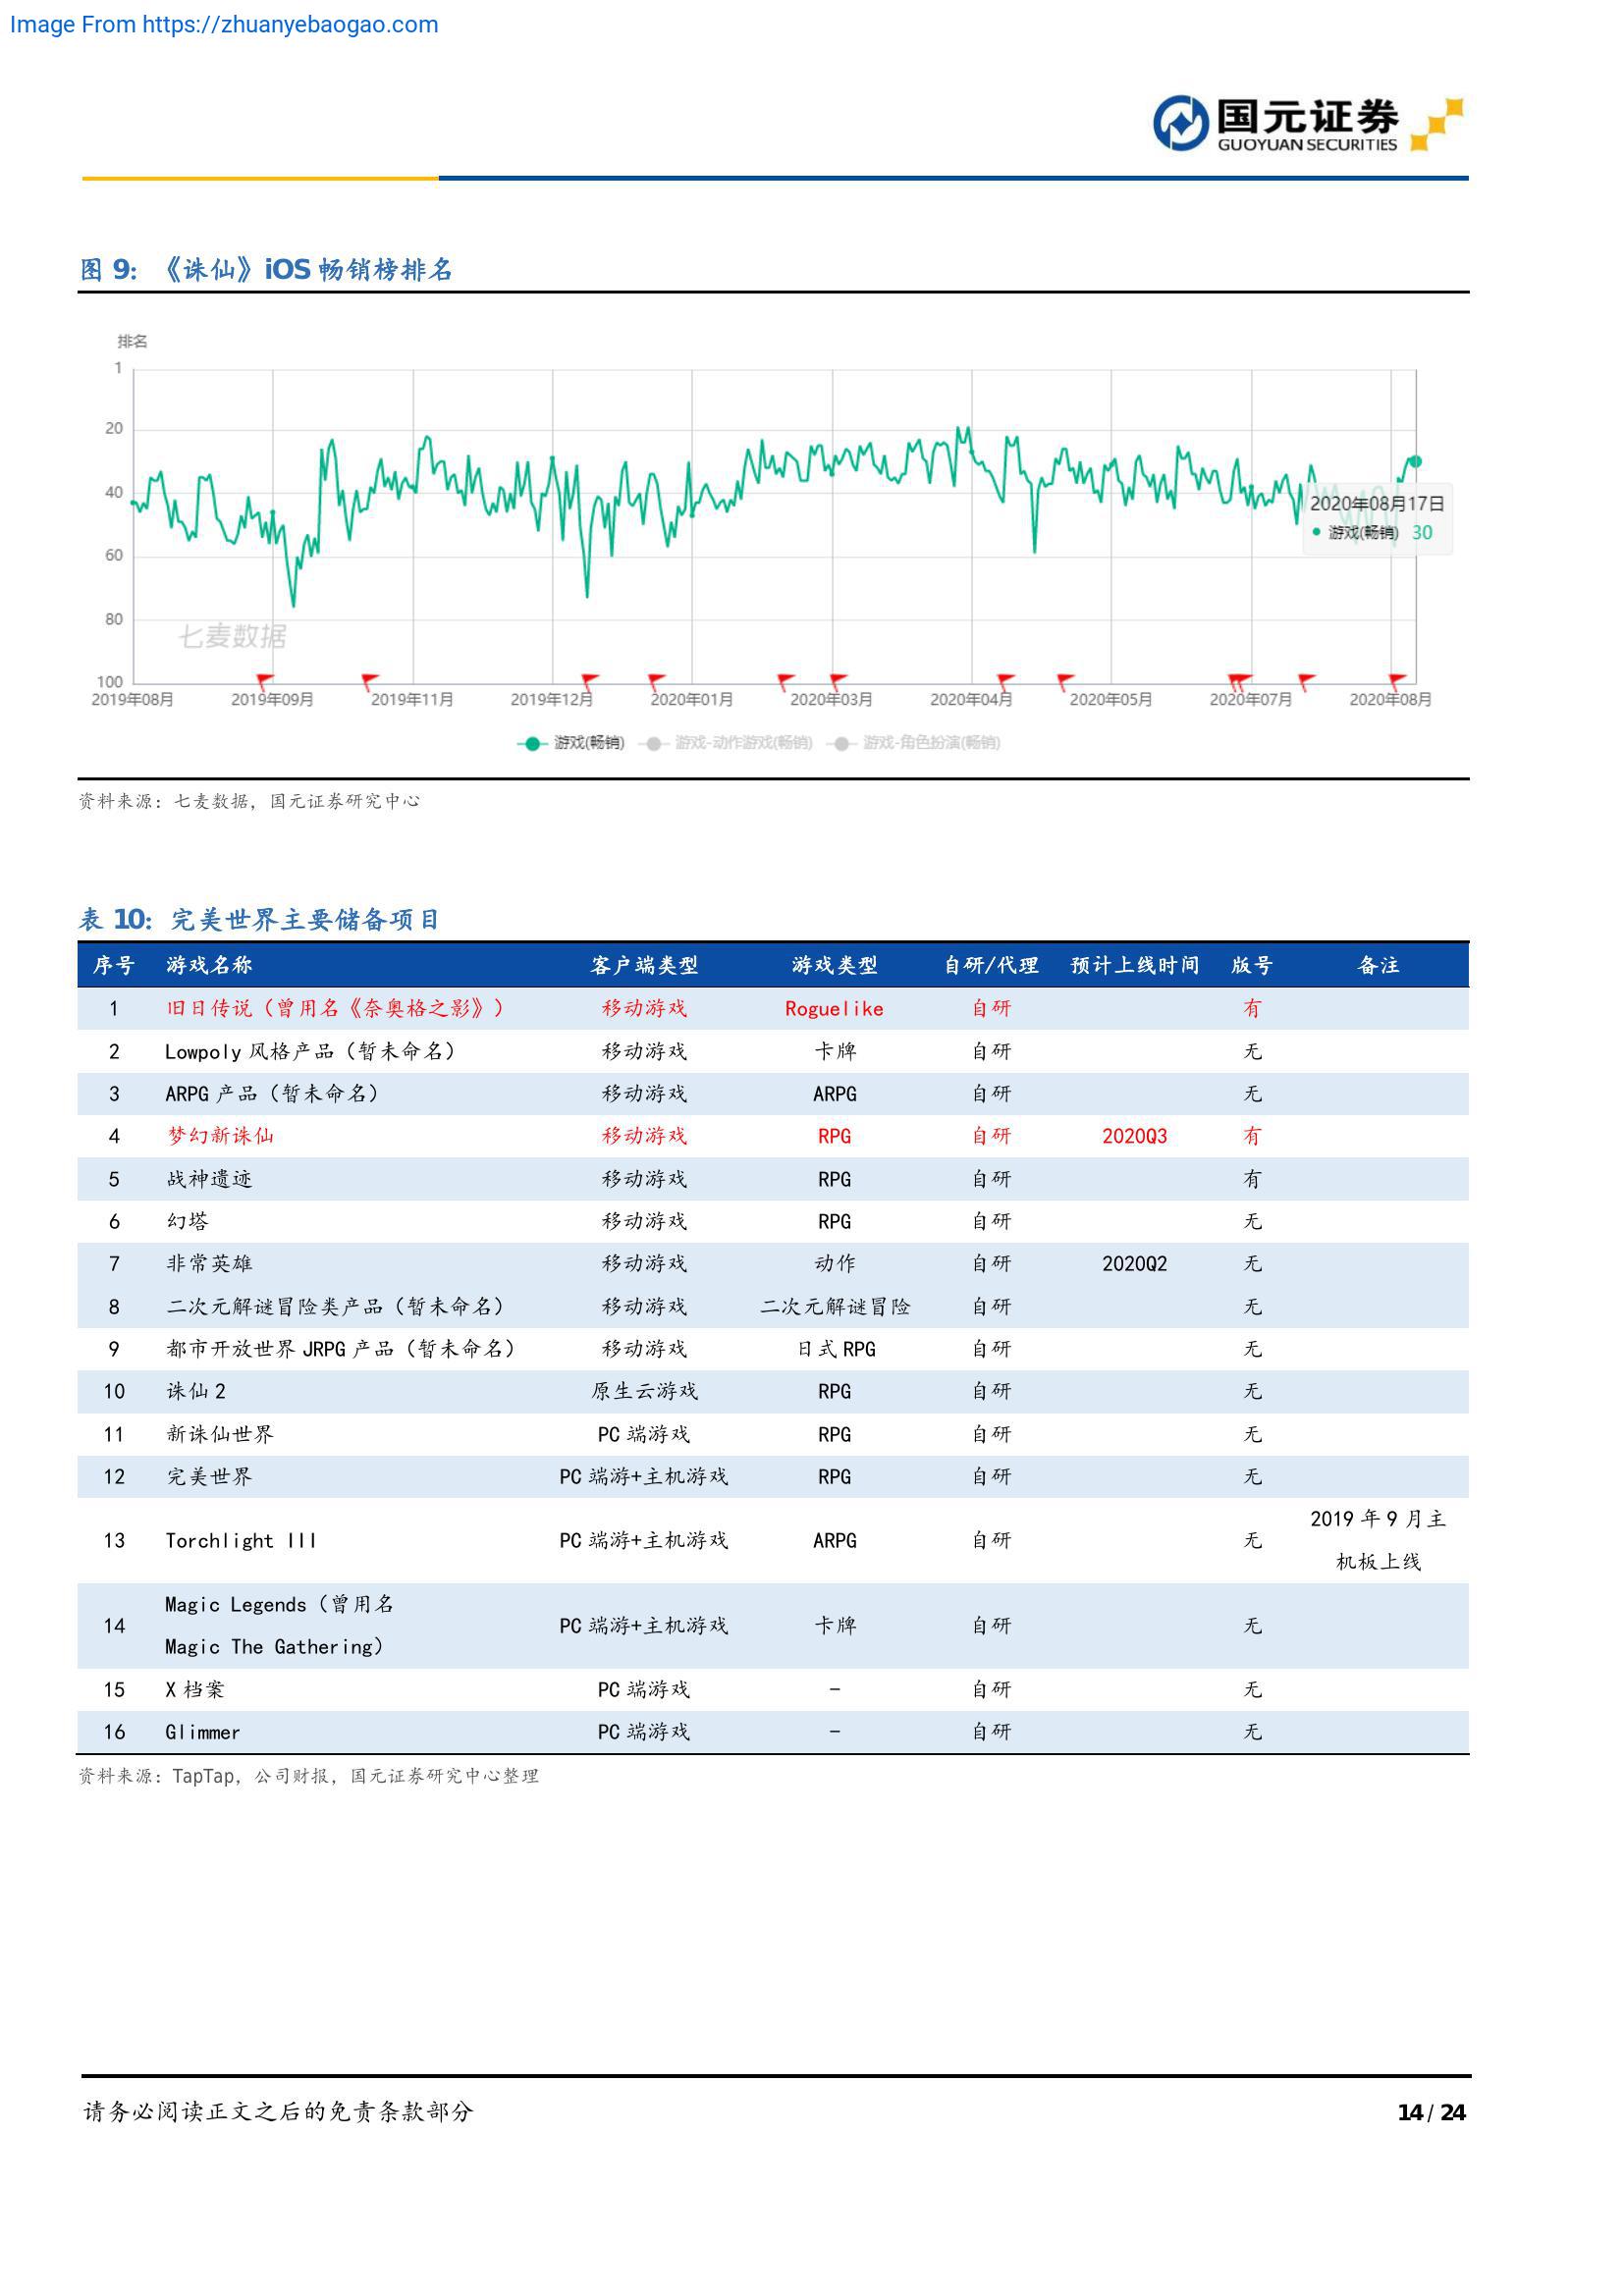 Image From https://zhuanyebaogao.com
国元证券
GUOYUAN SECURITIES
图 9：《诛仙》iOS 畅销榜排名
排名
1
20
40
60
80
100
2020年08月17日
游戏(畅销) 30
七麦数据
2019年08月 2019年09月 2019年11月 2019年12月 2020年01月 2020年03月 2020年04月 2020年05月 2020年07月 2020年08月
游戏(畅销) 游戏-动作游戏(畅销) 游戏-角色扮演(畅销)
资料来源：七麦数据，国元证券研究中心
表 10：完美世界主要储备项目
序号 游戏名称 客户端类型 游戏类型 自研/代理 预计上线时间 版号 备注
1 旧日传说（曾用名《奈奥格之影》） 移动游戏 Roguelike 自研 有
2 Lowpoly 风格产品（暂未命名） 移动游戏 卡牌 自研 无
3 ARPG 产品（暂未命名） 移动游戏 ARPG 自研 无
4 梦幻新诛仙 移动游戏 RPG 自研 2020Q3 有
5 战神遗迹 移动游戏 RPG 自研 有
6 幻塔 移动游戏 RPG 自研 无
7 非常英雄 移动游戏 动作 自研 2020Q2 无
8 二次元解谜冒险类产品（暂未命名） 移动游戏 二次元解谜冒险 自研 无
9 都市开放世界 JRPG 产品（暂未命名） 移动游戏 日式 RPG 自研 无
10 诛仙 2 原生云游戏 RPG 自研 无
11 新诛仙世界 PC 端游戏 RPG 自研 无
12 完美世界 PC 端游+主机游戏 RPG 自研 无
13 Torchlight III PC 端游+主机游戏 ARPG 自研 无 2019 年 9 月主
机板上线
14 Magic Legends（曾用名
Magic The Gathering） PC 端游+主机游戏 卡牌 自研 无
15 X 档案 PC 端游戏 - 自研 无
16 Glimmer PC 端游戏 - 自研 无
资料来源：TapTap，公司财报，国元证券研究中心整理
请务必阅读正文之后的免责条款部分 14 / 24